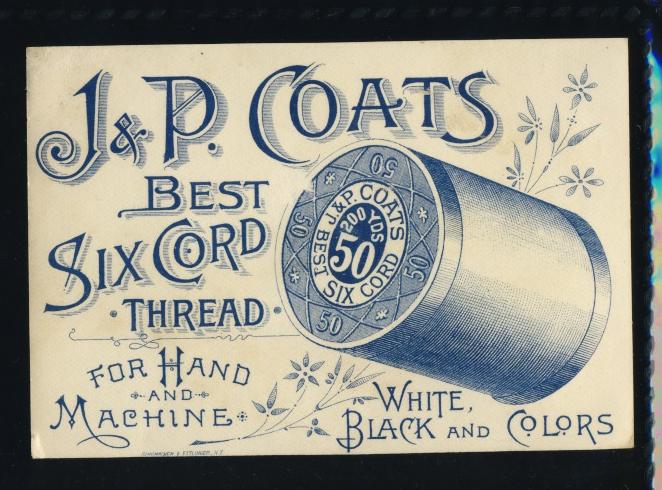 J & P. COATS
BEST
SIX CORD
THREAD
FOR HAND
AND
MACHINE
WHITE,
BLACK AND COLORS
J. & P. COATS
200 YDS
50
BEST SIX CORD
50
50
50
50